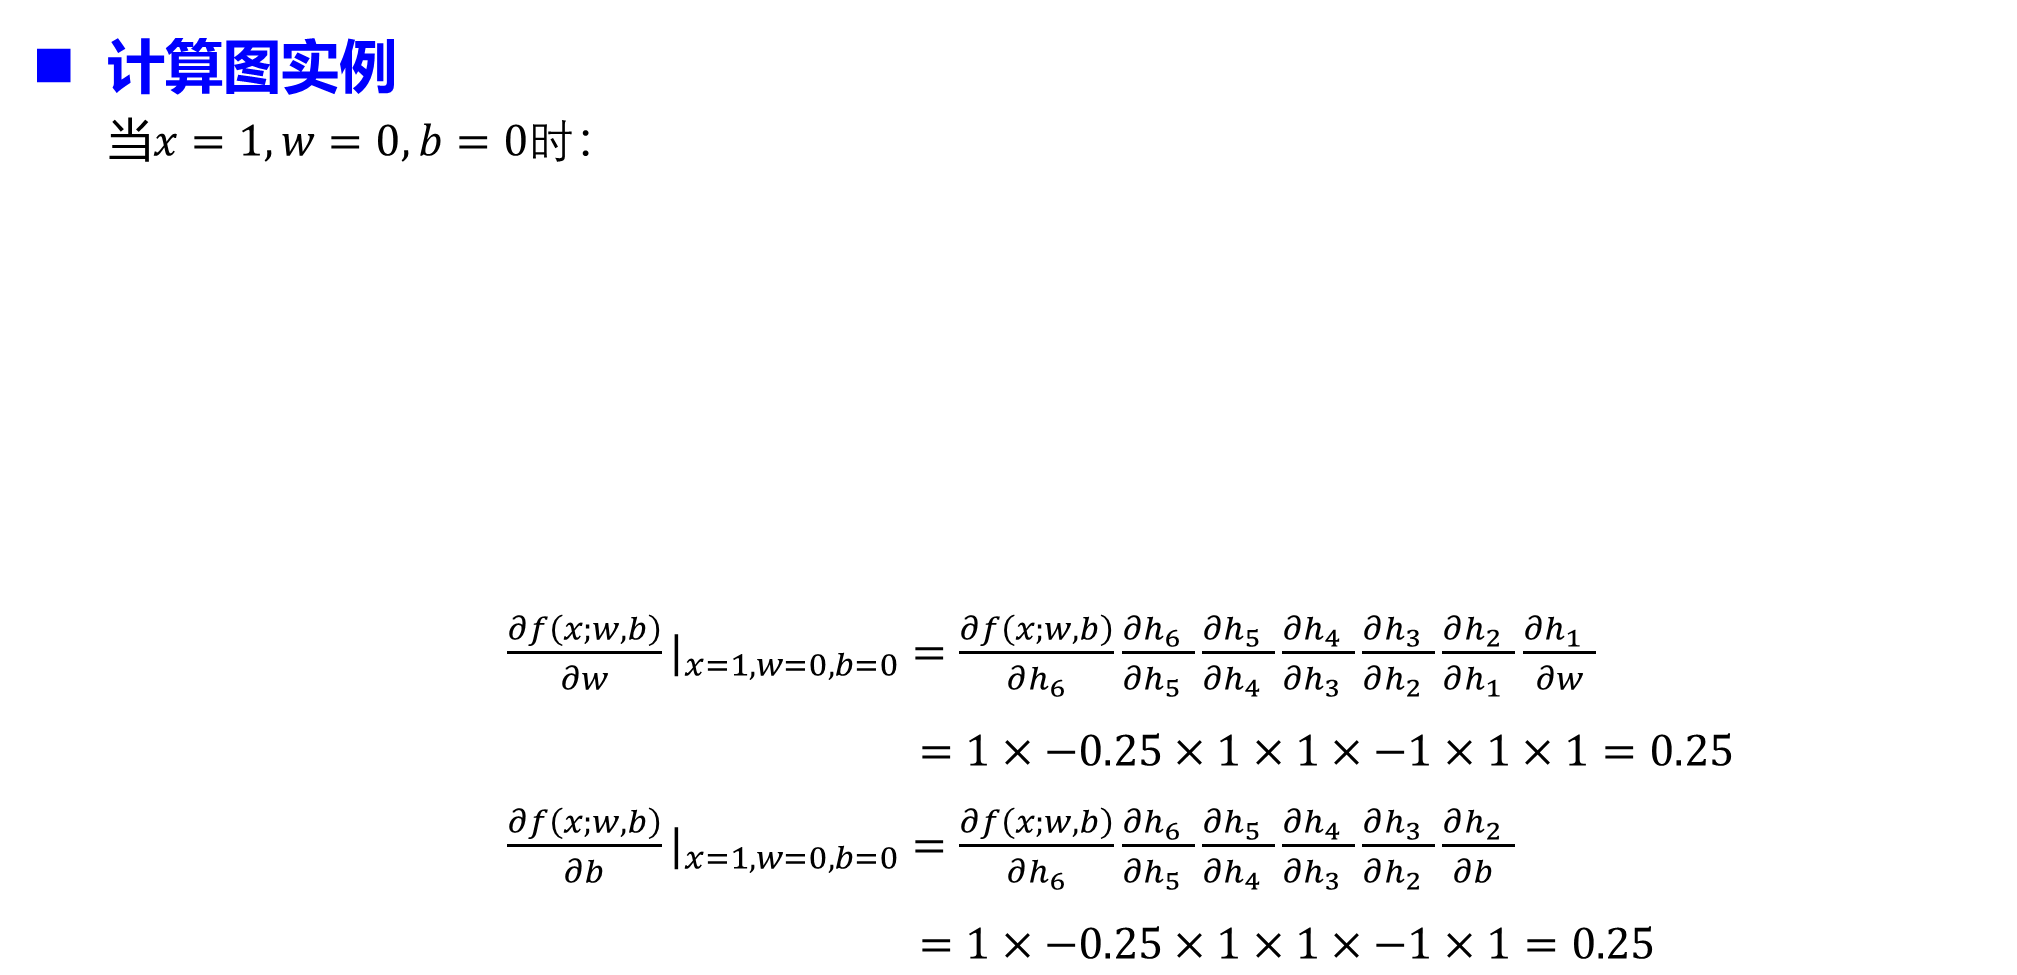 ■ 计算图实例
当x = 1, w = 0, b = 0时:
∂f(x;w,b)/∂w |x=1,w=0,b=0 = ∂f(x;w,b)/∂h₆ ∂h₆/∂h₅ ∂h₅/∂h₄ ∂h₄/∂h₃ ∂h₃/∂h₂ ∂h₂/∂h₁ ∂h₁/∂w
= 1 × −0.25 × 1 × 1 × −1 × 1 × 1 = 0.25
∂f(x;w,b)/∂b |x=1,w=0,b=0 = ∂f(x;w,b)/∂h₆ ∂h₆/∂h₅ ∂h₅/∂h₄ ∂h₄/∂h₃ ∂h₃/∂h₂ ∂h₂/∂b
= 1 × −0.25 × 1 × 1 × −1 × 1 = 0.25